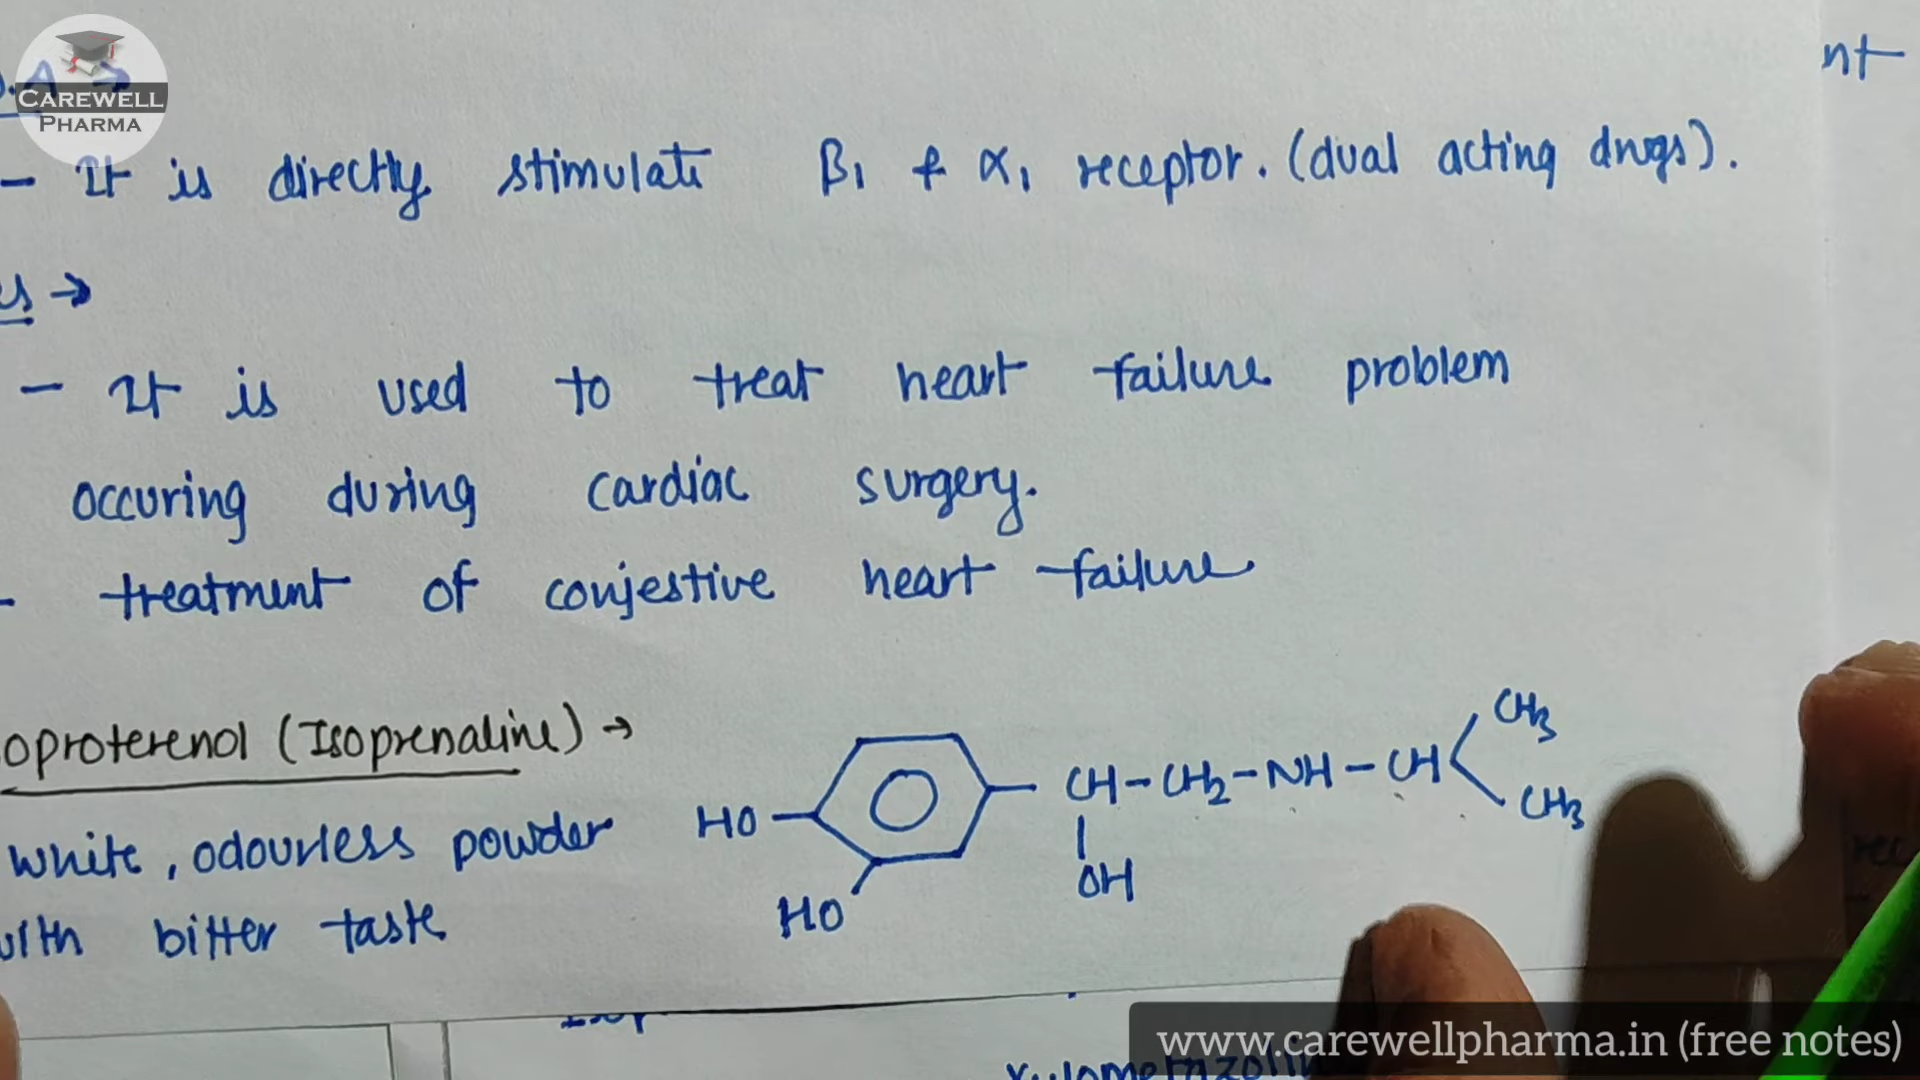 nt
CAREWELL
PHARMA
- It is directly stimulate β1 & α1 receptor. (dual acting drugs).
→
- It is used to treat heart failure problem
occuring during cardiac surgery.
- treatment of conjestive heart failure
oproterenol (Isoprenaline) →
white, odourless powder
with bitter taste
CH3
HO CH-CH2-NH-CH CH3
OH
HO
www.carewellpharma.in (free notes)